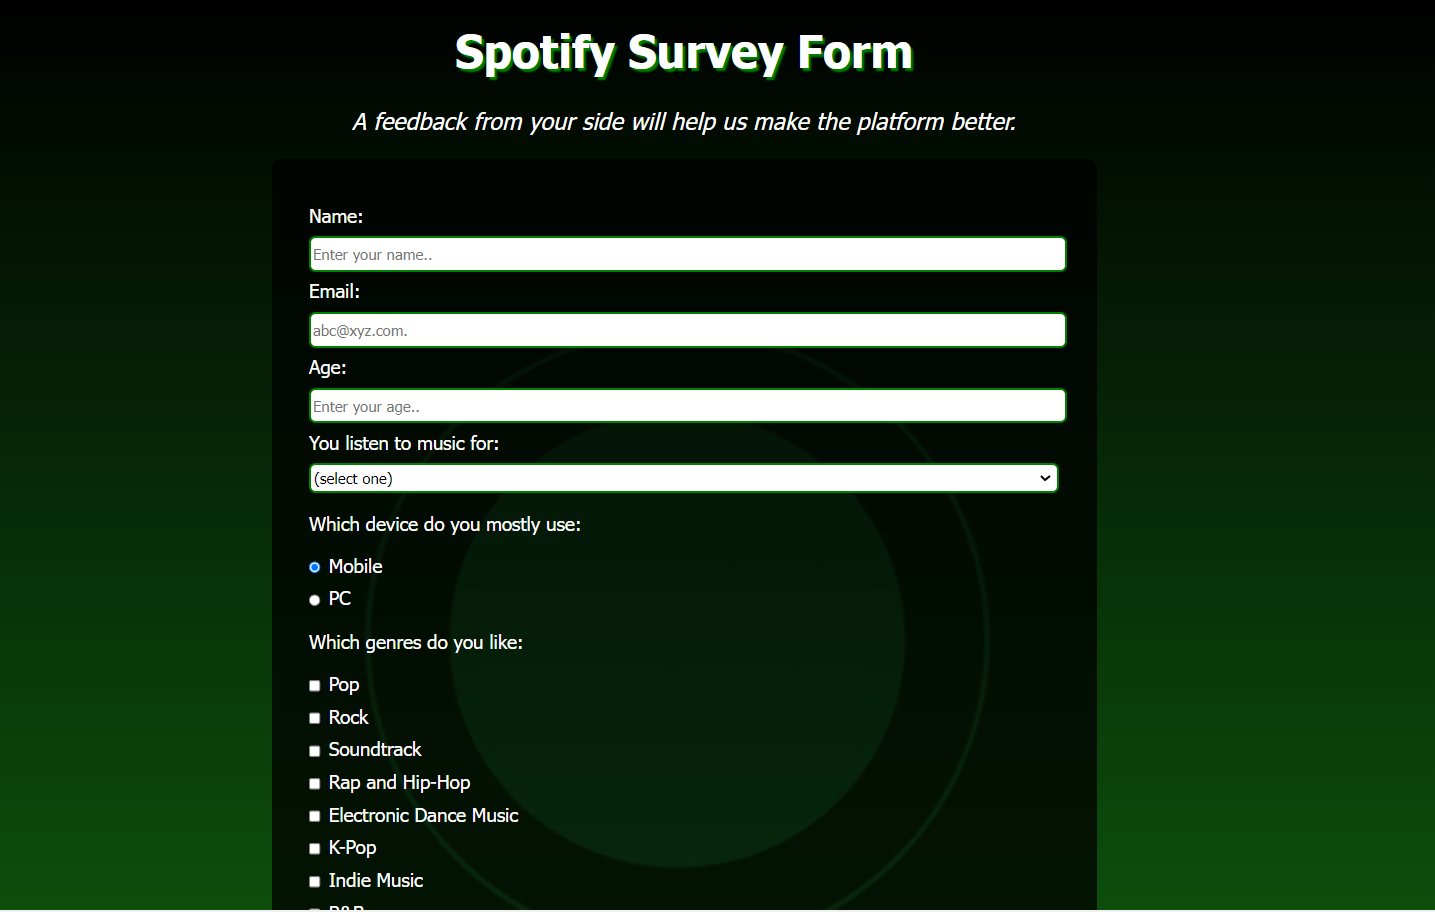 Spotify Survey Form
A feedback from your side will help us make the platform better.
Name:
Enter your name..
Email:
abc@xyz.com.
Age:
Enter your age..
You listen to music for:
(select one)
Which device do you mostly use:
Mobile
PC
Which genres do you like:
Pop
Rock
Soundtrack
Rap and Hip-Hop
Electronic Dance Music
K-Pop
Indie Music